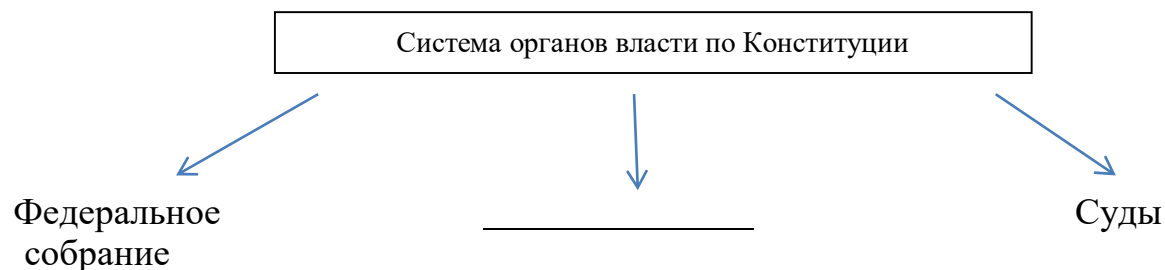 Система органов власти по Конституции
Федеральное
собрание
Суды